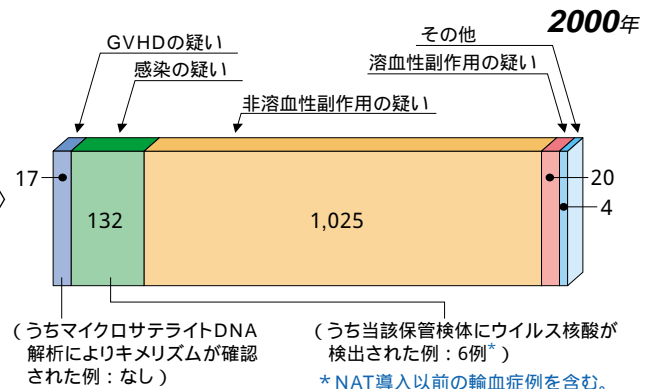 2000年
GVHDの疑い
感染の疑い
非溶血性副作用の疑い
その他
溶血性副作用の疑い
17
132
1,025
20
4
(うちマイクロサテライトDNA
解析によりキメリズムが確認
された例:なし)
(うち当該保管検体にウイルス核酸が
検出された例:6例*)
*NAT導入以前の輸血症例を含む。